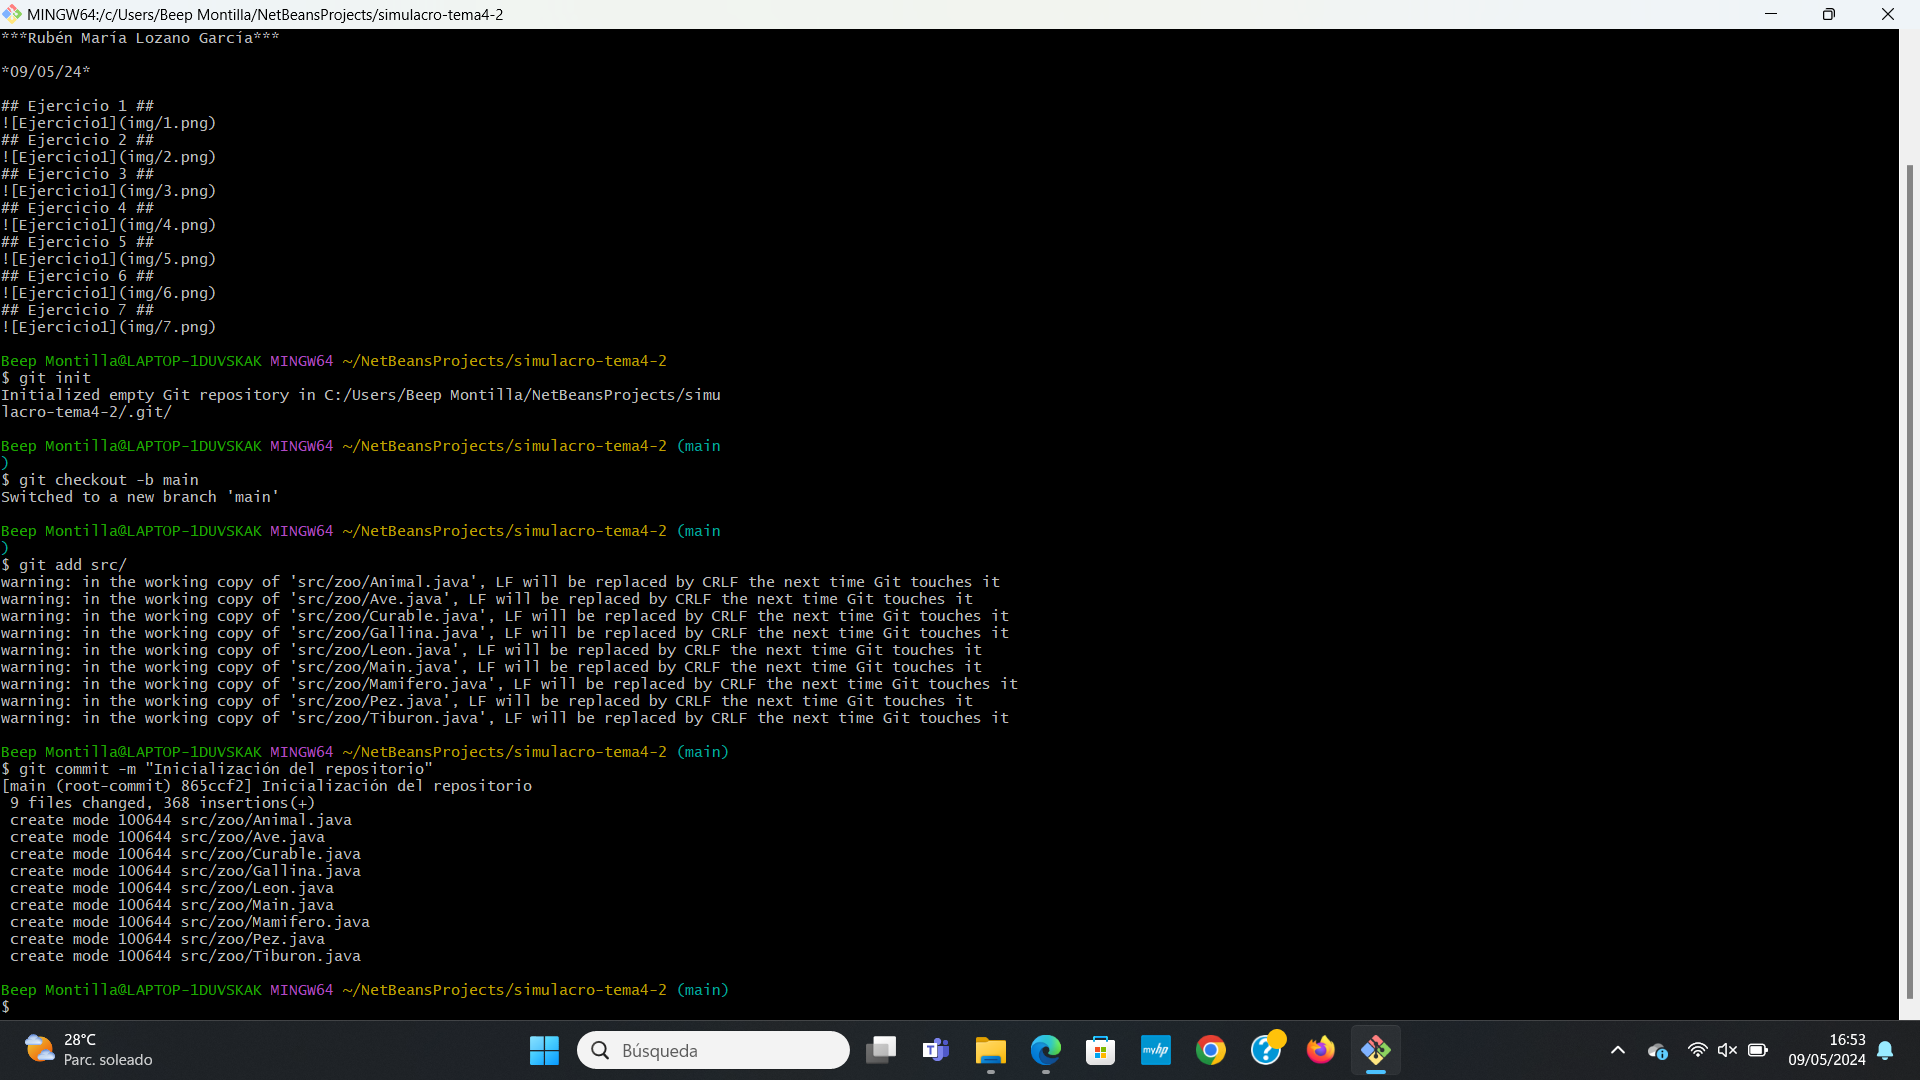 MINGW64:/c/Users/Beep Montilla/NetBeansProjects/simulacro-tema4-2
***Rubén María Lozano García***
*09/05/24*
## Ejercicio 1 ##
![Ejercicio1](img/1.png)
## Ejercicio 2 ##
![Ejercicio1](img/2.png)
## Ejercicio 3 ##
![Ejercicio1](img/3.png)
## Ejercicio 4 ##
![Ejercicio1](img/4.png)
## Ejercicio 5 ##
![Ejercicio1](img/5.png)
## Ejercicio 6 ##
![Ejercicio1](img/6.png)
## Ejercicio 7 ##
![Ejercicio1](img/7.png)
Beep Montilla@LAPTOP-1DUVSKAK MINGW64 ~/NetBeansProjects/simulacro-tema4-2
$ git init
Initialized empty Git repository in C:/Users/Beep Montilla/NetBeansProjects/simu
lacro-tema4-2/.git/
Beep Montilla@LAPTOP-1DUVSKAK MINGW64 ~/NetBeansProjects/simulacro-tema4-2 (main
)
$ git checkout -b main
Switched to a new branch 'main'
Beep Montilla@LAPTOP-1DUVSKAK MINGW64 ~/NetBeansProjects/simulacro-tema4-2 (main
)
$ git add src/
warning: in the working copy of 'src/zoo/Animal.java', LF will be replaced by CRLF the next time Git touches it
warning: in the working copy of 'src/zoo/Ave.java', LF will be replaced by CRLF the next time Git touches it
warning: in the working copy of 'src/zoo/Curable.java', LF will be replaced by CRLF the next time Git touches it
warning: in the working copy of 'src/zoo/Gallina.java', LF will be replaced by CRLF the next time Git touches it
warning: in the working copy of 'src/zoo/Leon.java', LF will be replaced by CRLF the next time Git touches it
warning: in the working copy of 'src/zoo/Main.java', LF will be replaced by CRLF the next time Git touches it
warning: in the working copy of 'src/zoo/Mamifero.java', LF will be replaced by CRLF the next time Git touches it
warning: in the working copy of 'src/zoo/Pez.java', LF will be replaced by CRLF the next time Git touches it
warning: in the working copy of 'src/zoo/Tiburon.java', LF will be replaced by CRLF the next time Git touches it
Beep Montilla@LAPTOP-1DUVSKAK MINGW64 ~/NetBeansProjects/simulacro-tema4-2 (main)
$ git commit -m "Inicialización del repositorio"
[main (root-commit) 865ccf2] Inicialización del repositorio
 9 files changed, 368 insertions(+)
 create mode 100644 src/zoo/Animal.java
 create mode 100644 src/zoo/Ave.java
 create mode 100644 src/zoo/Curable.java
 create mode 100644 src/zoo/Gallina.java
 create mode 100644 src/zoo/Leon.java
 create mode 100644 src/zoo/Main.java
 create mode 100644 src/zoo/Mamifero.java
 create mode 100644 src/zoo/Pez.java
 create mode 100644 src/zoo/Tiburon.java
Beep Montilla@LAPTOP-1DUVSKAK MINGW64 ~/NetBeansProjects/simulacro-tema4-2 (main)
$
28°C
Parc. soleado
Búsqueda
myhp
16:53
09/05/2024